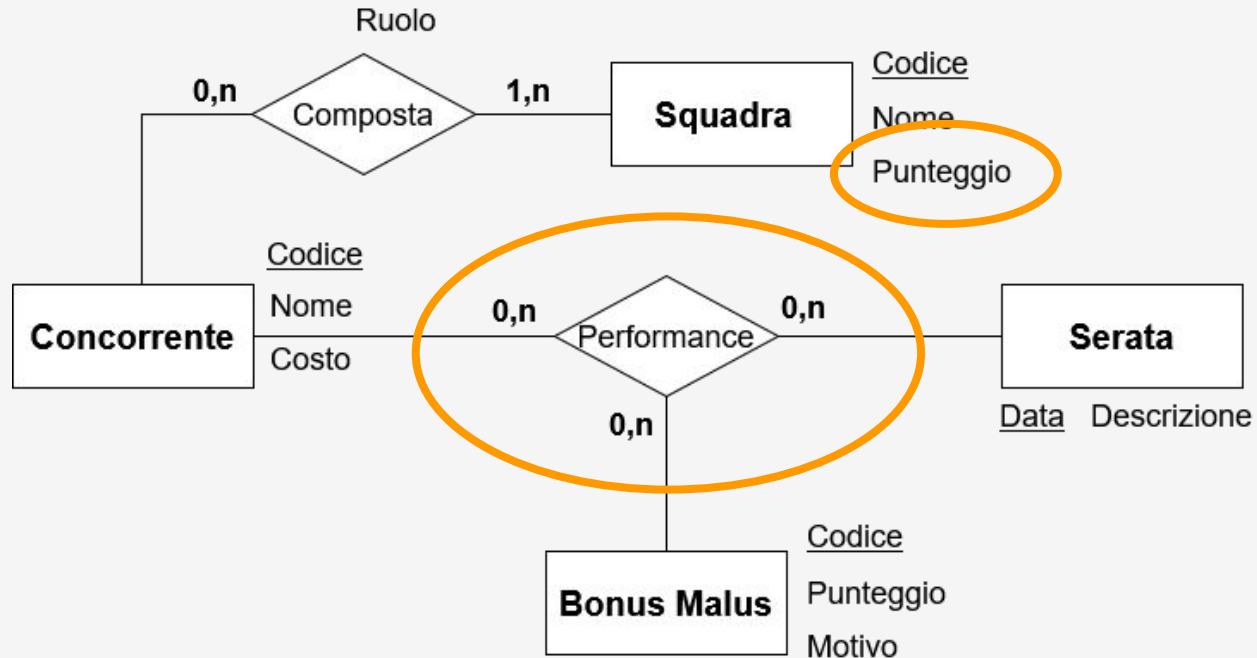 Ruolo
0,n
Composta
1,n
Squadra
Codice
Nome
Punteggio
Concorrente
Codice
Nome
Costo
0,n
Performance
0,n
0,n
Serata
Data Descrizione
Bonus Malus
Codice
Punteggio
Motivo